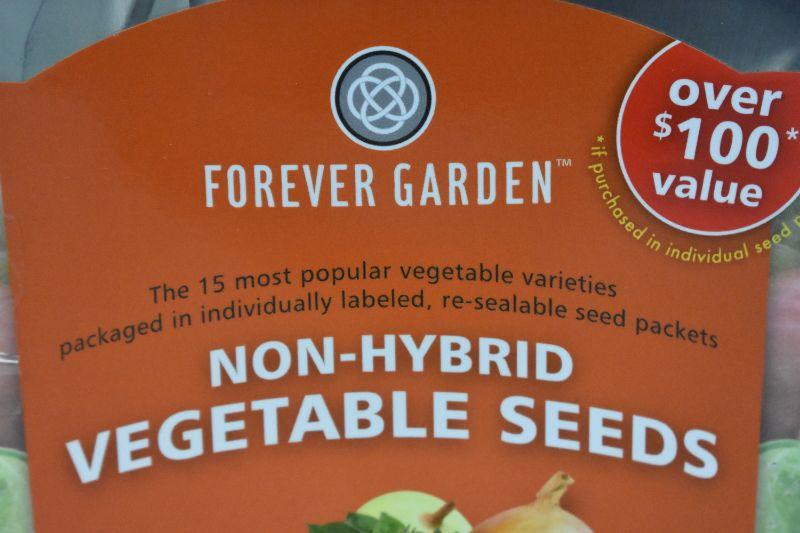 FOREVER GARDEN™
over
$100*
value
*if purchased in individual seed
The 15 most popular vegetable varieties
packaged in individually labeled, re-sealable seed packets
NON-HYBRID
VEGETABLE SEEDS